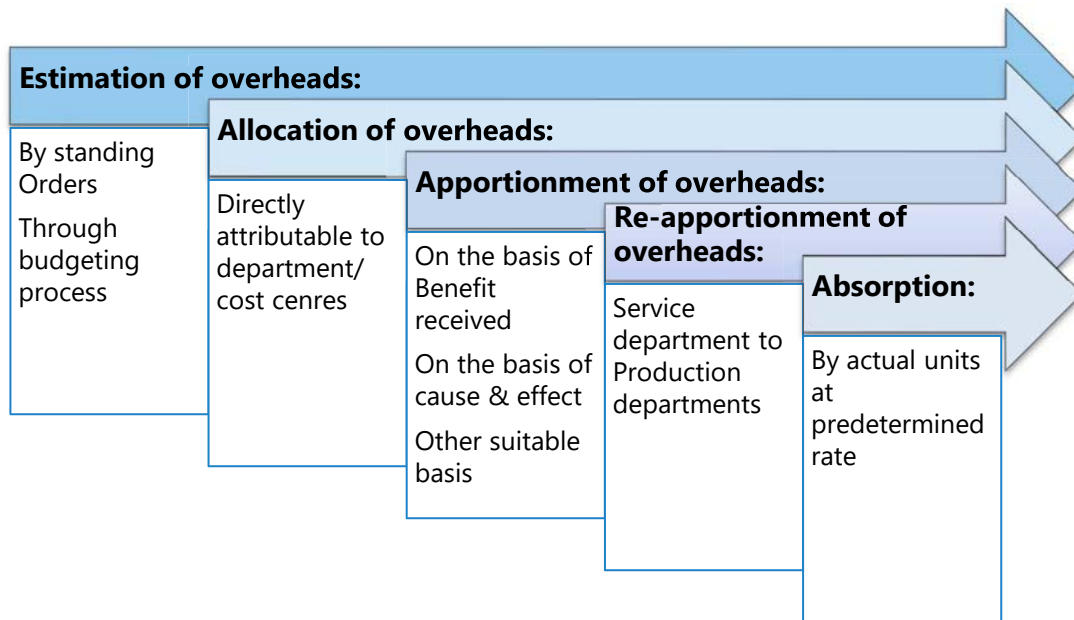 Estimation of overheads:
By standing
Orders
Through
budgeting
process
Allocation of overheads:
Directly
attributable to
department/
cost cenres
Apportionment of overheads:
On the basis of
Benefit
received
On the basis of
cause & effect
Other suitable
basis
Re-apportionment of
overheads:
Service
department to
Production
departments
Absorption:
By actual units
at
predetermined
rate